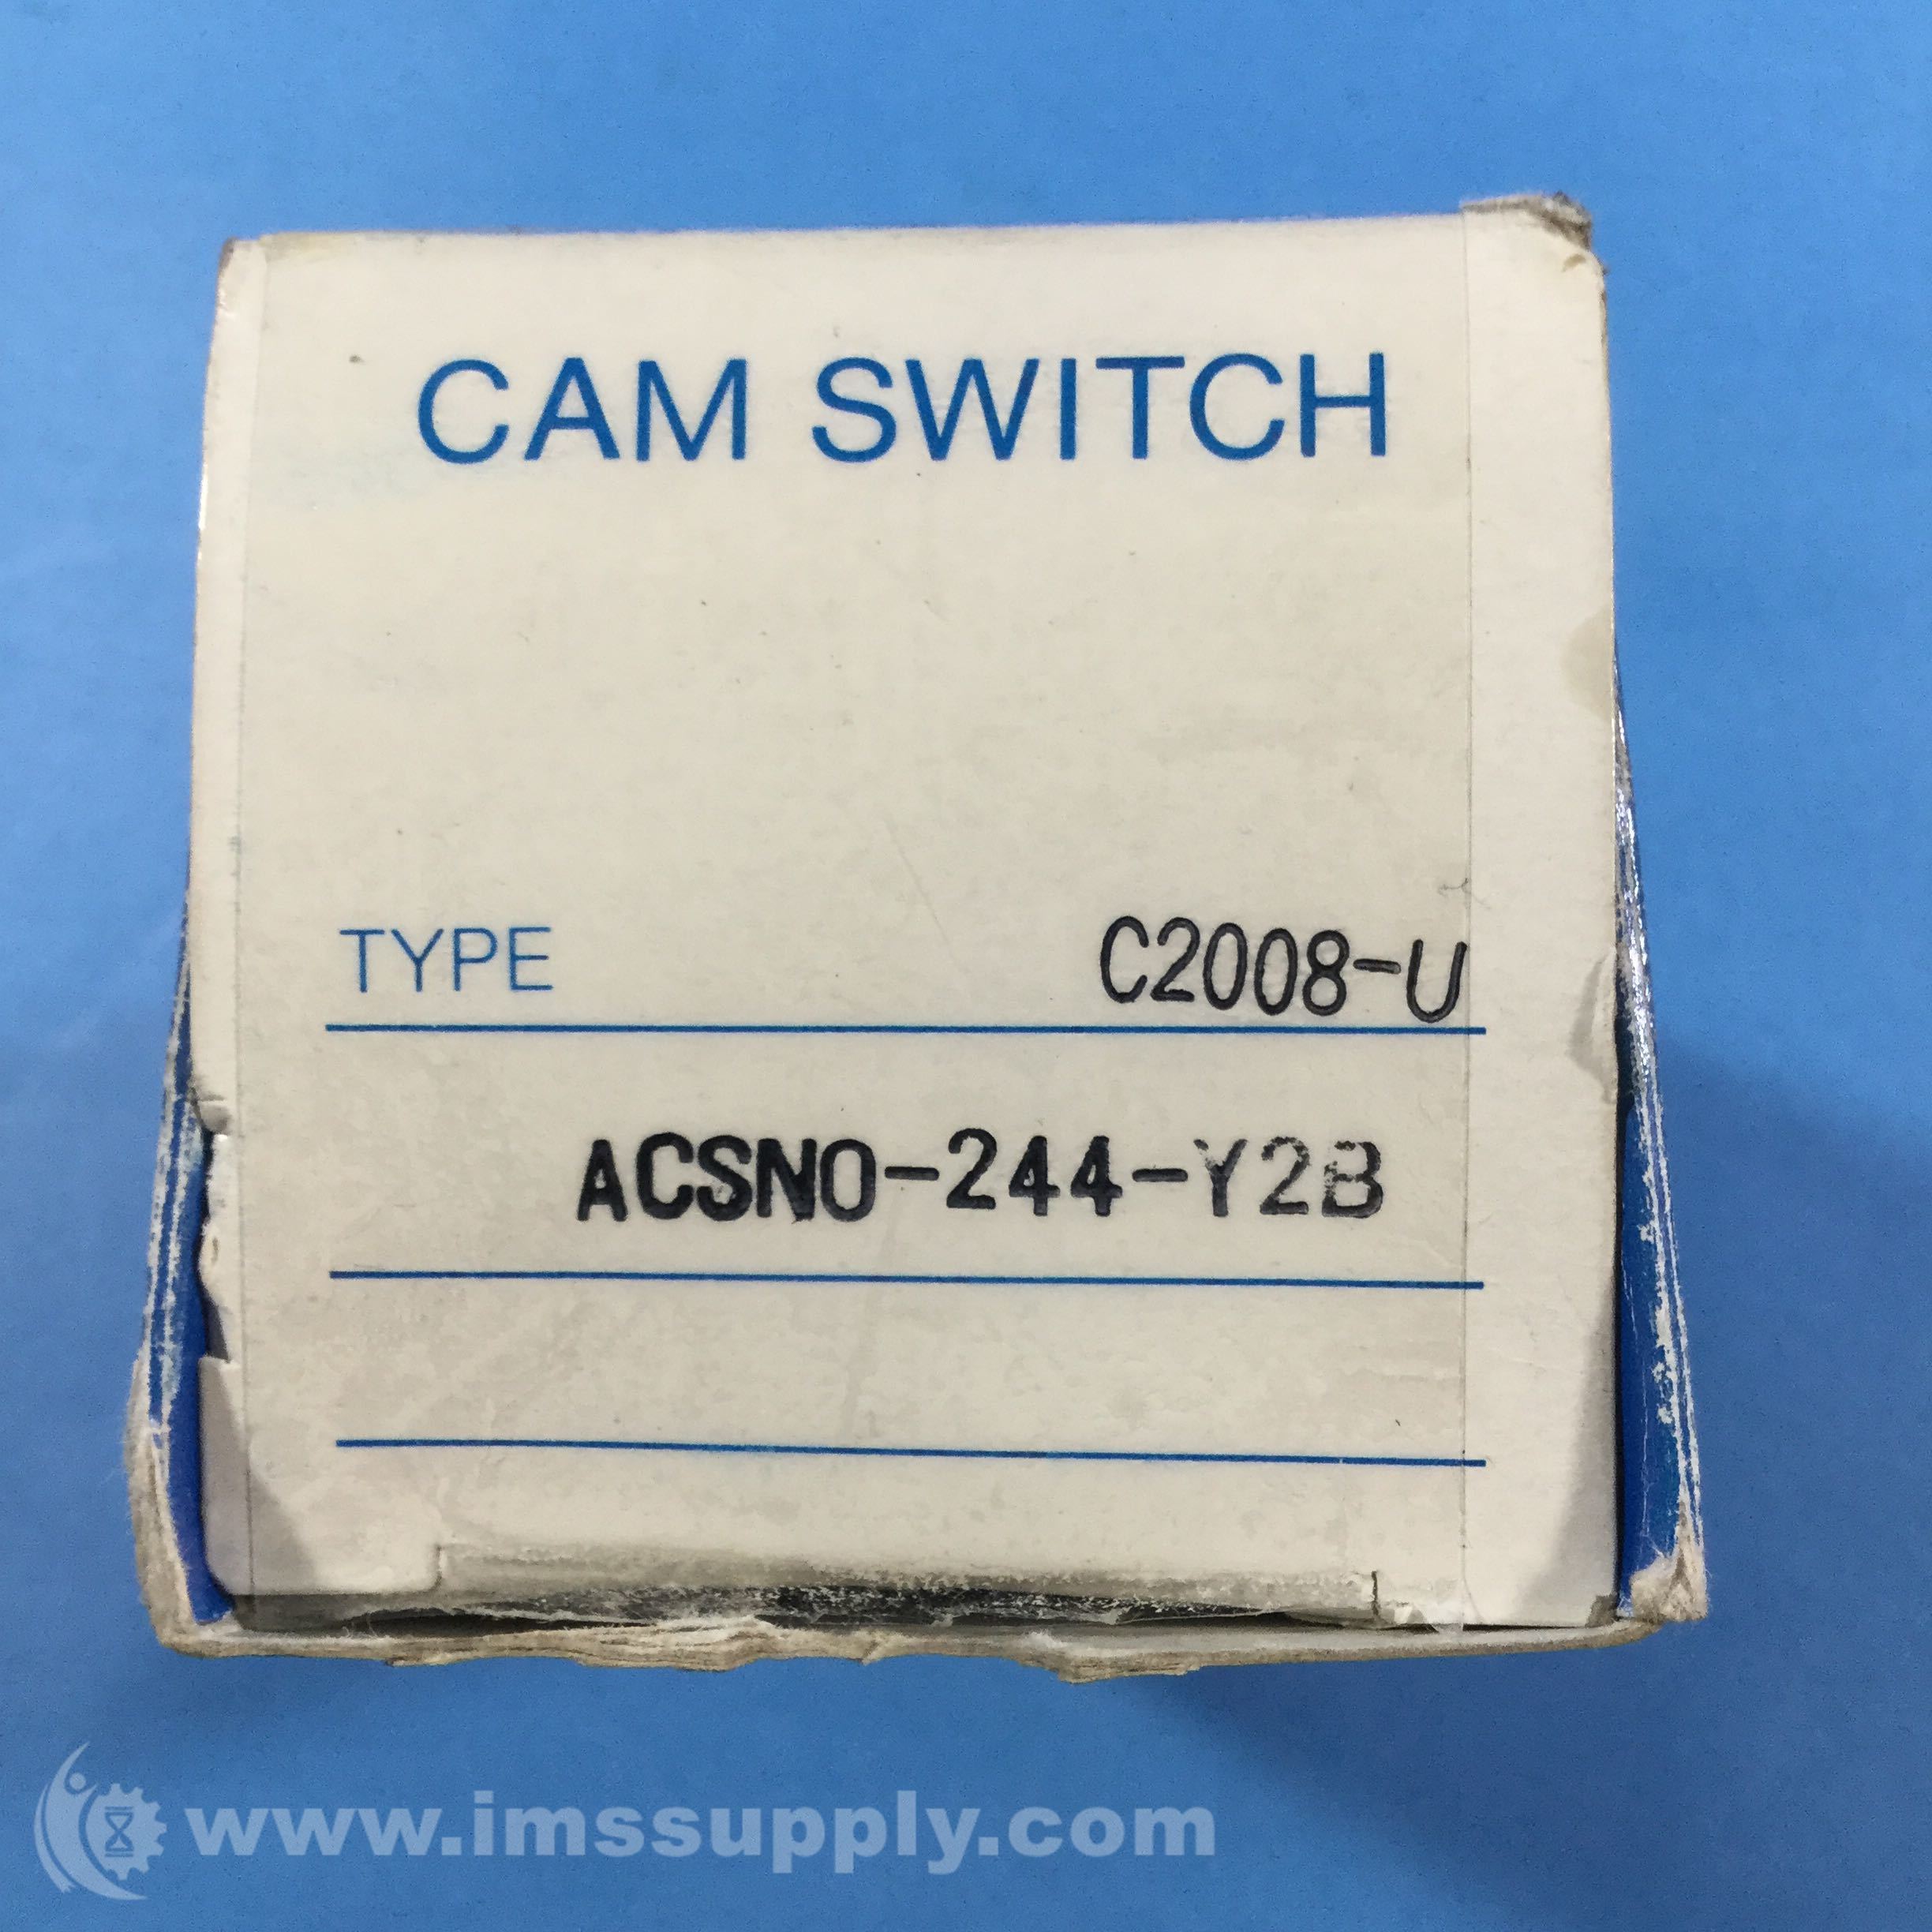 CAM SWITCH
TYPE C2008-U
ACSNO-244-Y2B
www.imssupply.com